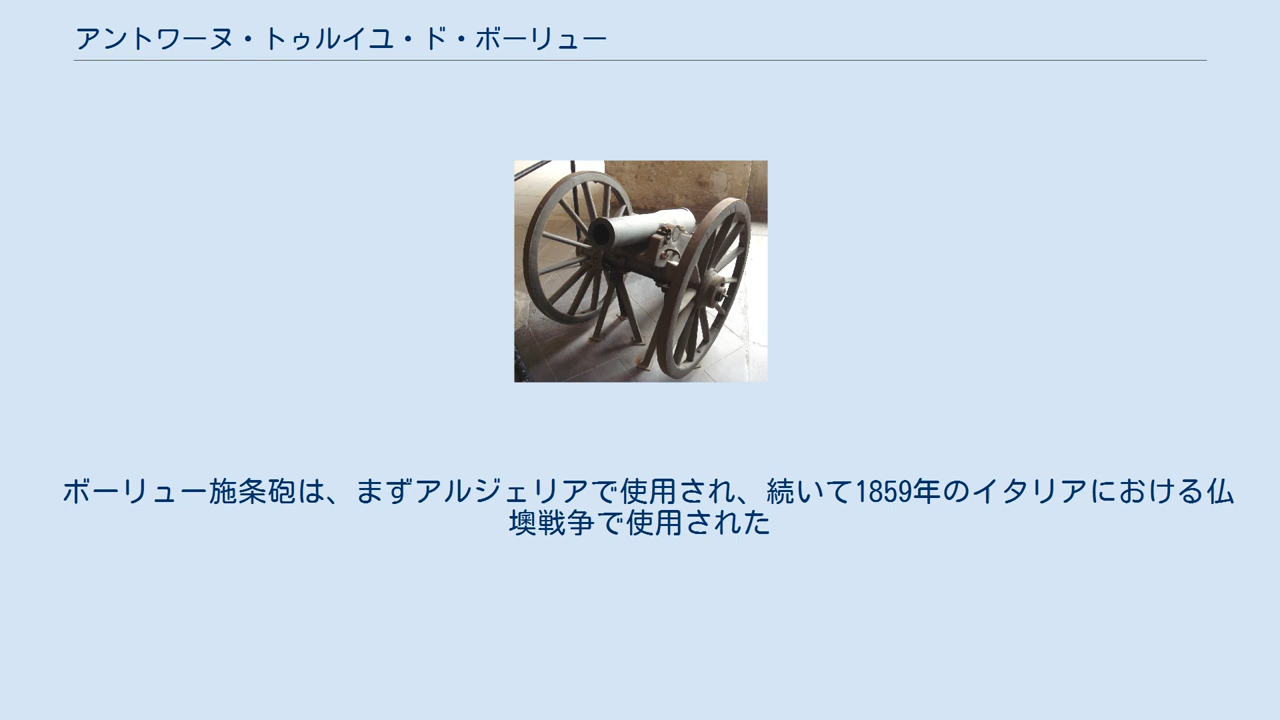 アントワーヌ・トゥルイユ・ド・ボーリュー
ボーリュー施条砲は、まずアルジェリアで使用され、続いて1859年のイタリアにおける仏
墺戦争で使用された